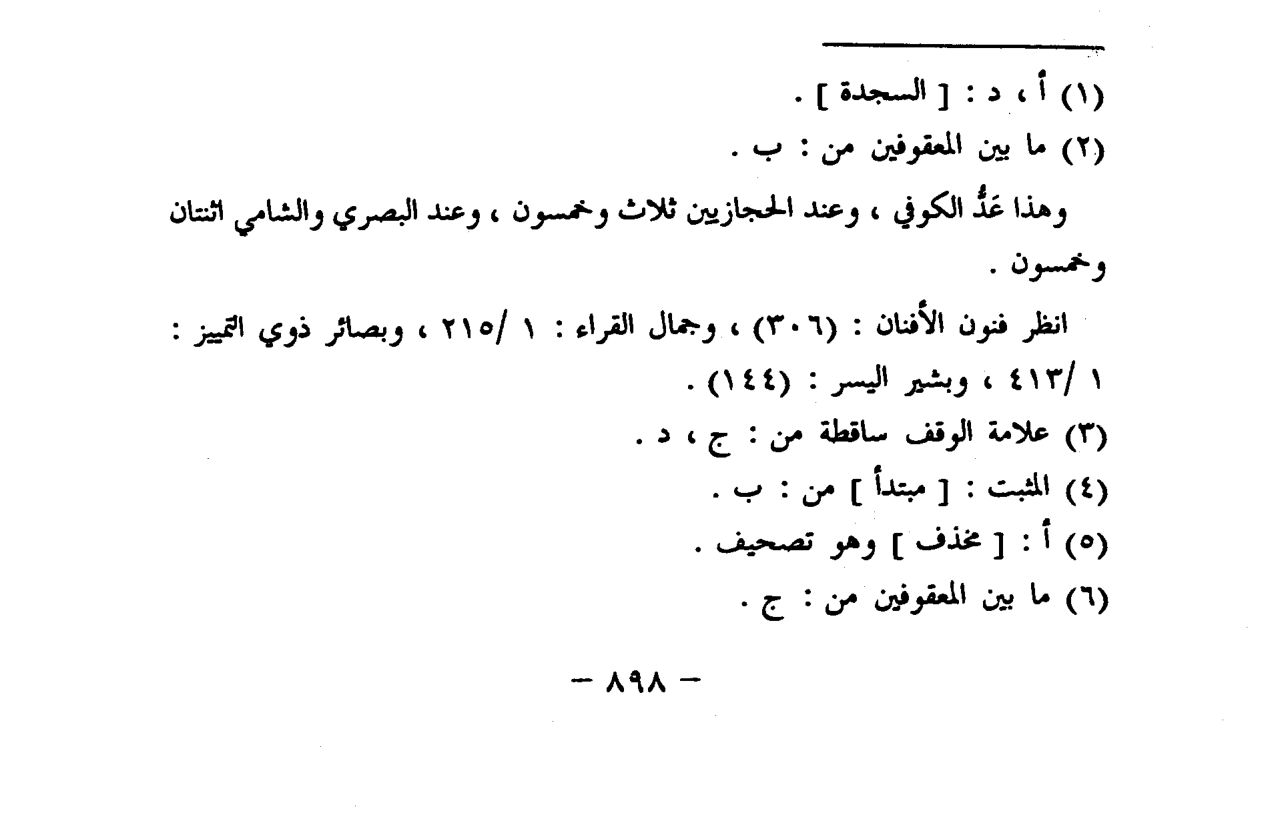 (١) أ ، د : [ السجدة ] .
(٢) ما بين المعقوفين من : ب .
وهذا عَدُّ الكوفي ، وعند الحجازيين ثلاث وخمسون ، وعند البصري والشامي اثنتان
وخمسون .
انظر فنون الأفنان : (٣٠٦) ، وجمال القراء : ١ /٢١٥ ، وبصائر ذوي التمييز :
١ /٤١٣ ، وبشير اليسر : (١٤٤) .
(٣) علامة الوقف ساقطة من : ج ، د .
(٤) المثبت : [ مبتدأ ] من : ب .
(٥) أ : [ مخذف ] وهو تصحيف .
(٦) ما بين المعقوفين من : ج .
– ٨٩٨ –